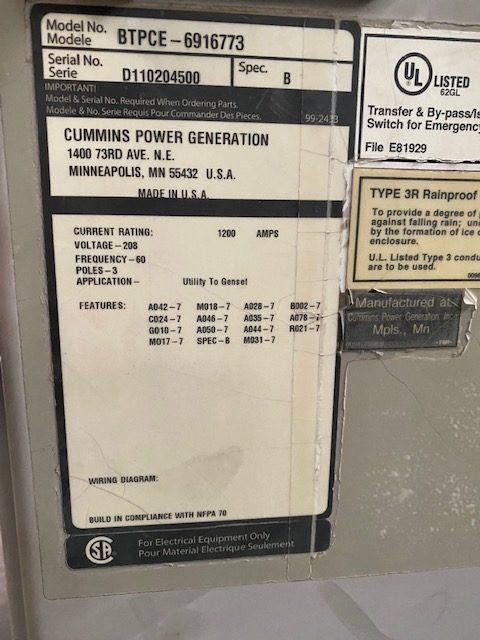 Model No.
Modele
BTPCE-6916773
Serial No.
Serie
D110204500
Spec.
B
IMPORTANT!
Model & Serial No. Required When Ordering Parts.
Modele & No. Serie Requis Pour Commander Des Pieces.
CUMMINS POWER GENERATION
1400 73RD AVE. N.E.
MINNEAPOLIS, MN 55432 U.S.A.
MADE IN U.S.A.
CURRENT RATING: 1200 AMPS
VOLTAGE-208
FREQUENCY-60
POLES-3
APPLICATION- Utility To Genset
FEATURES: A042-7 M018-7 A028-7 B002-7
C024-7 A046-7 A035-7 A078-7
G010-7 A050-7 A044-7 R021-7
M017-7 SPEC-B M031-7
WIRING DIAGRAM:
BUILD IN COMPLIANCE WITH NFPA 70
For Electrical Equipment Only
Pour Material Electrique Seulement
UL LISTED
62GL
Transfer & By-pass/Is
Switch for Emergency
File E81929
TYPE 3R Rainproof
To provide a degree of
against falling rain;
by the formation of ice
enclosure.
U.L. Listed Type 3
are to be used.
Manufactured at
Cummins Power Generation, Inc.
Mpls., Mn